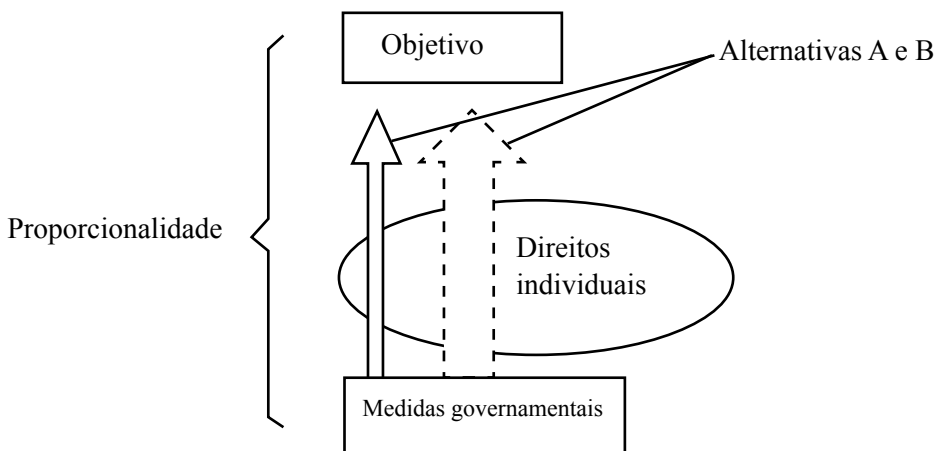 Objetivo
Alternativas A e B
Proporcionalidade
Direitos
individuais
Medidas governamentais